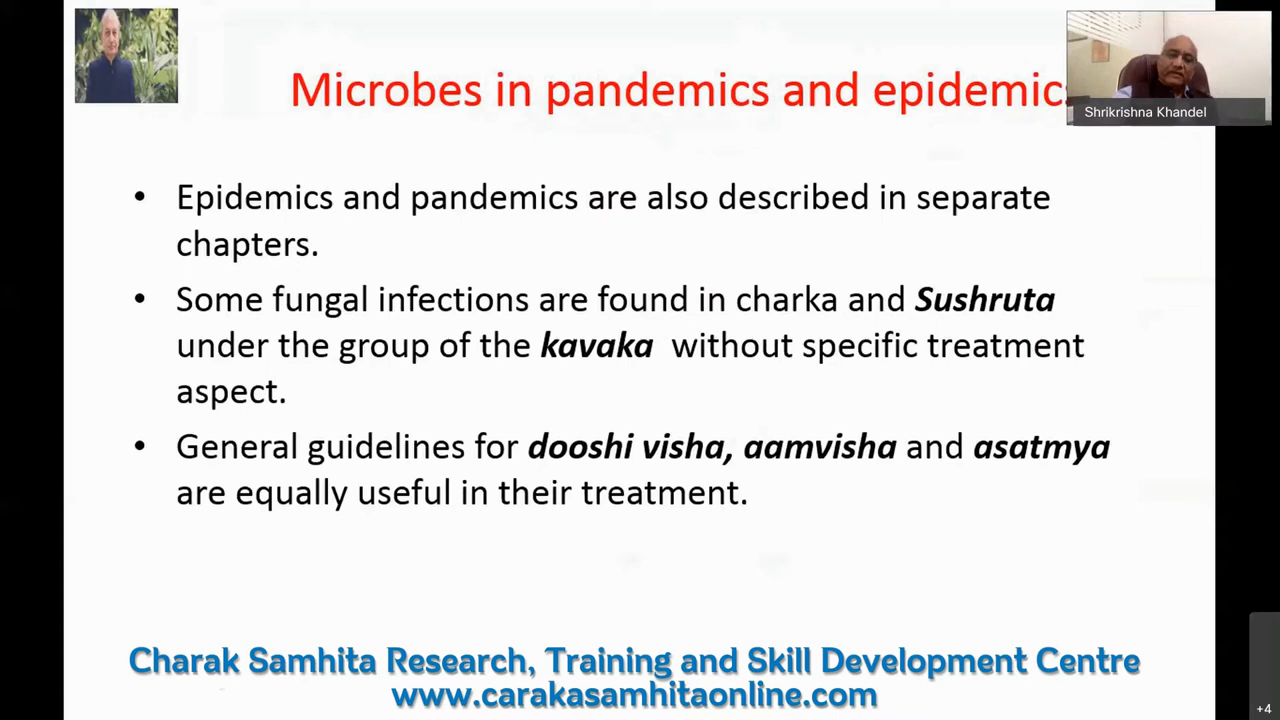 Microbes in pandemics and epidemic
Shrikrishna Khandel
• Epidemics and pandemics are also described in separate
chapters.
• Some fungal infections are found in charka and Sushruta
under the group of the kavaka without specific treatment
aspect.
• General guidelines for dooshi visha, aamvisha and asatmya
are equally useful in their treatment.
Charak Samhita Research, Training and Skill Development Centre
www.carakasamhitaonline.com
+4